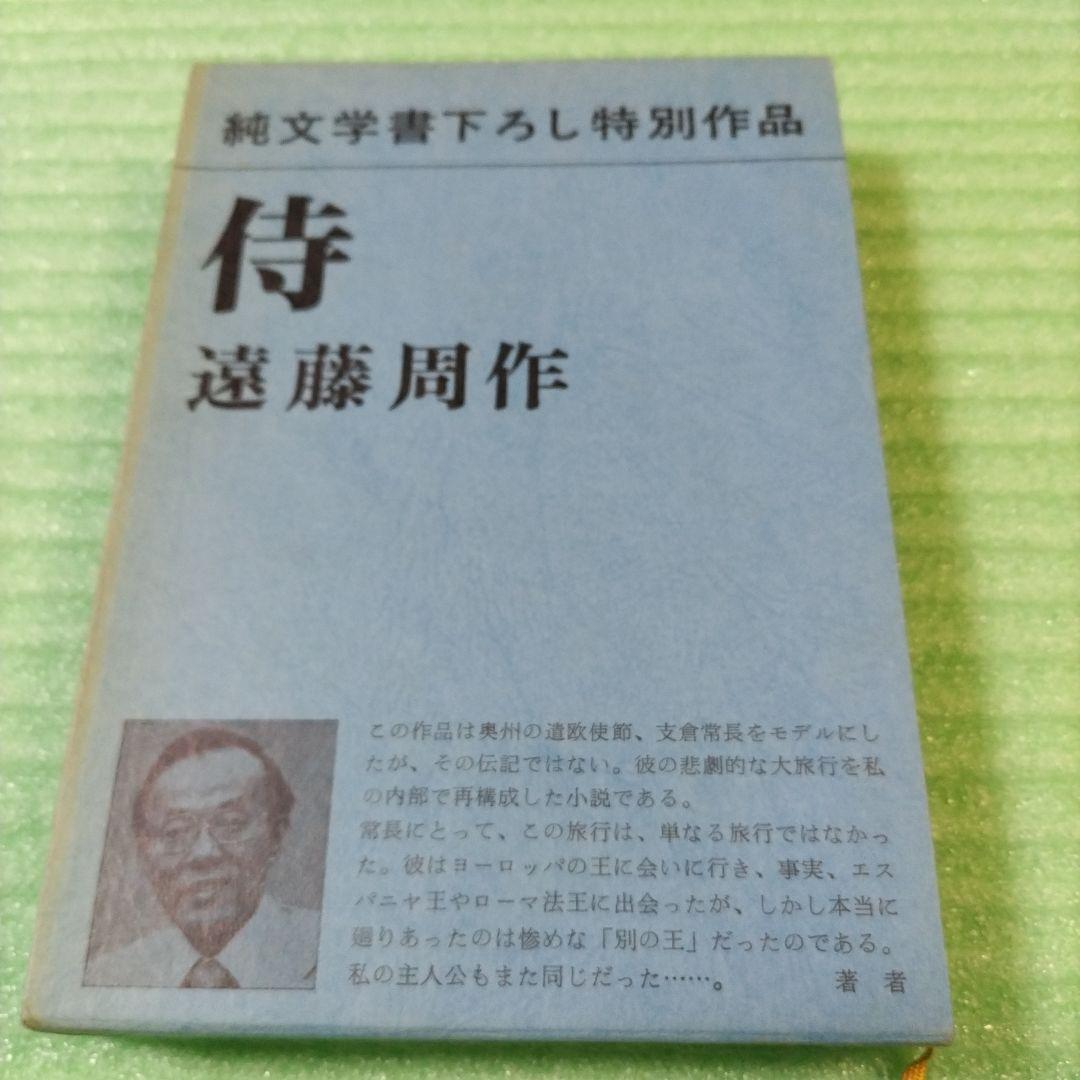 純文学書下ろし特別作品
侍
遠藤周作
この作品は奥州の遣欧使節、支倉常長をモデルにし
たが、その伝記ではない。彼の悲劇的な大旅行を私
の内部で再構成した小説である。
常長にとって、この旅行は、単なる旅行ではなかっ
た。彼はヨーロッパの王に会いに行き、事実、エス
パニヤ王やローマ法王に出会ったが、しかし本当に
廻りあったのは惨めな「別の王」だったのである。
私の主人公もまた同じだった……。
著者